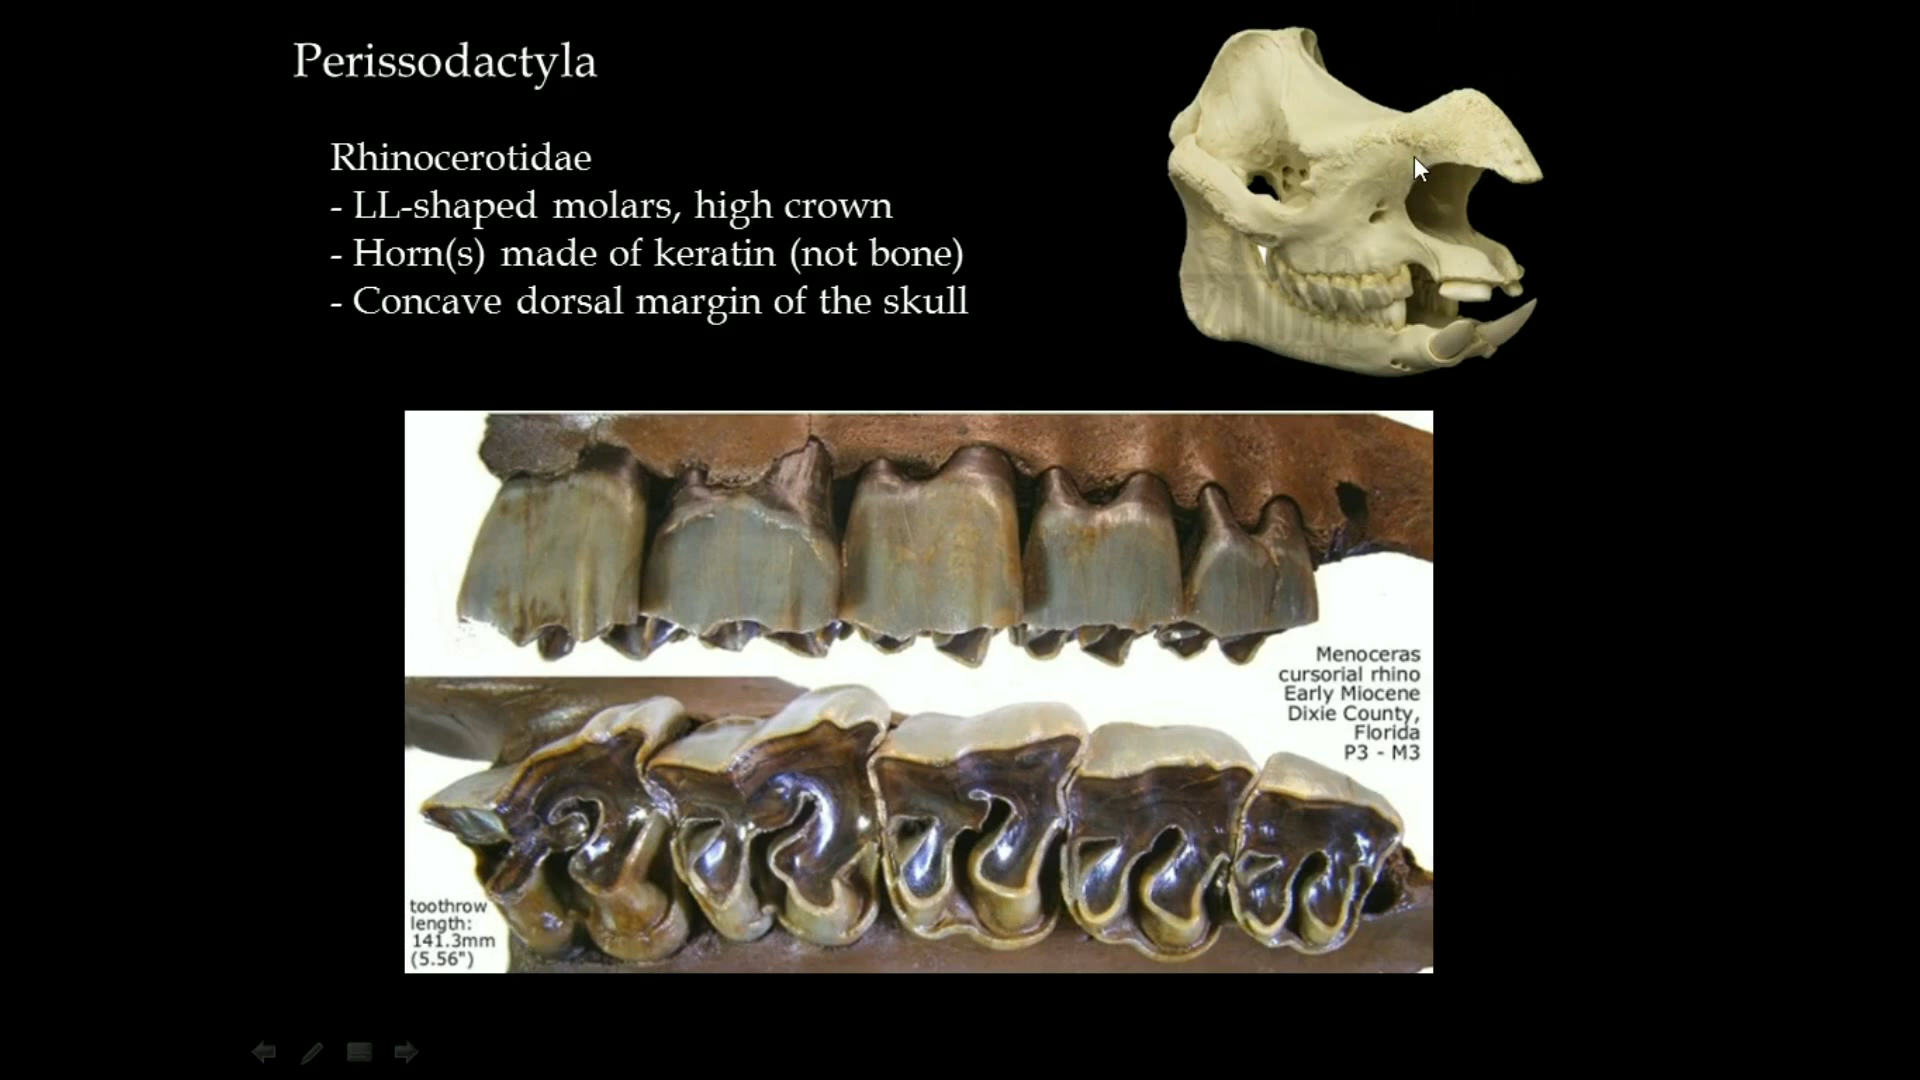 Perissodactyla
Rhinocerotidae
- LL-shaped molars, high crown
- Horn(s) made of keratin (not bone)
- Concave dorsal margin of the skull
Menoceras
cursorial rhino
Early Miocene
Dixie County,
Florida
P3 - M3
toothrow
length:
141.3mm
(5.56")